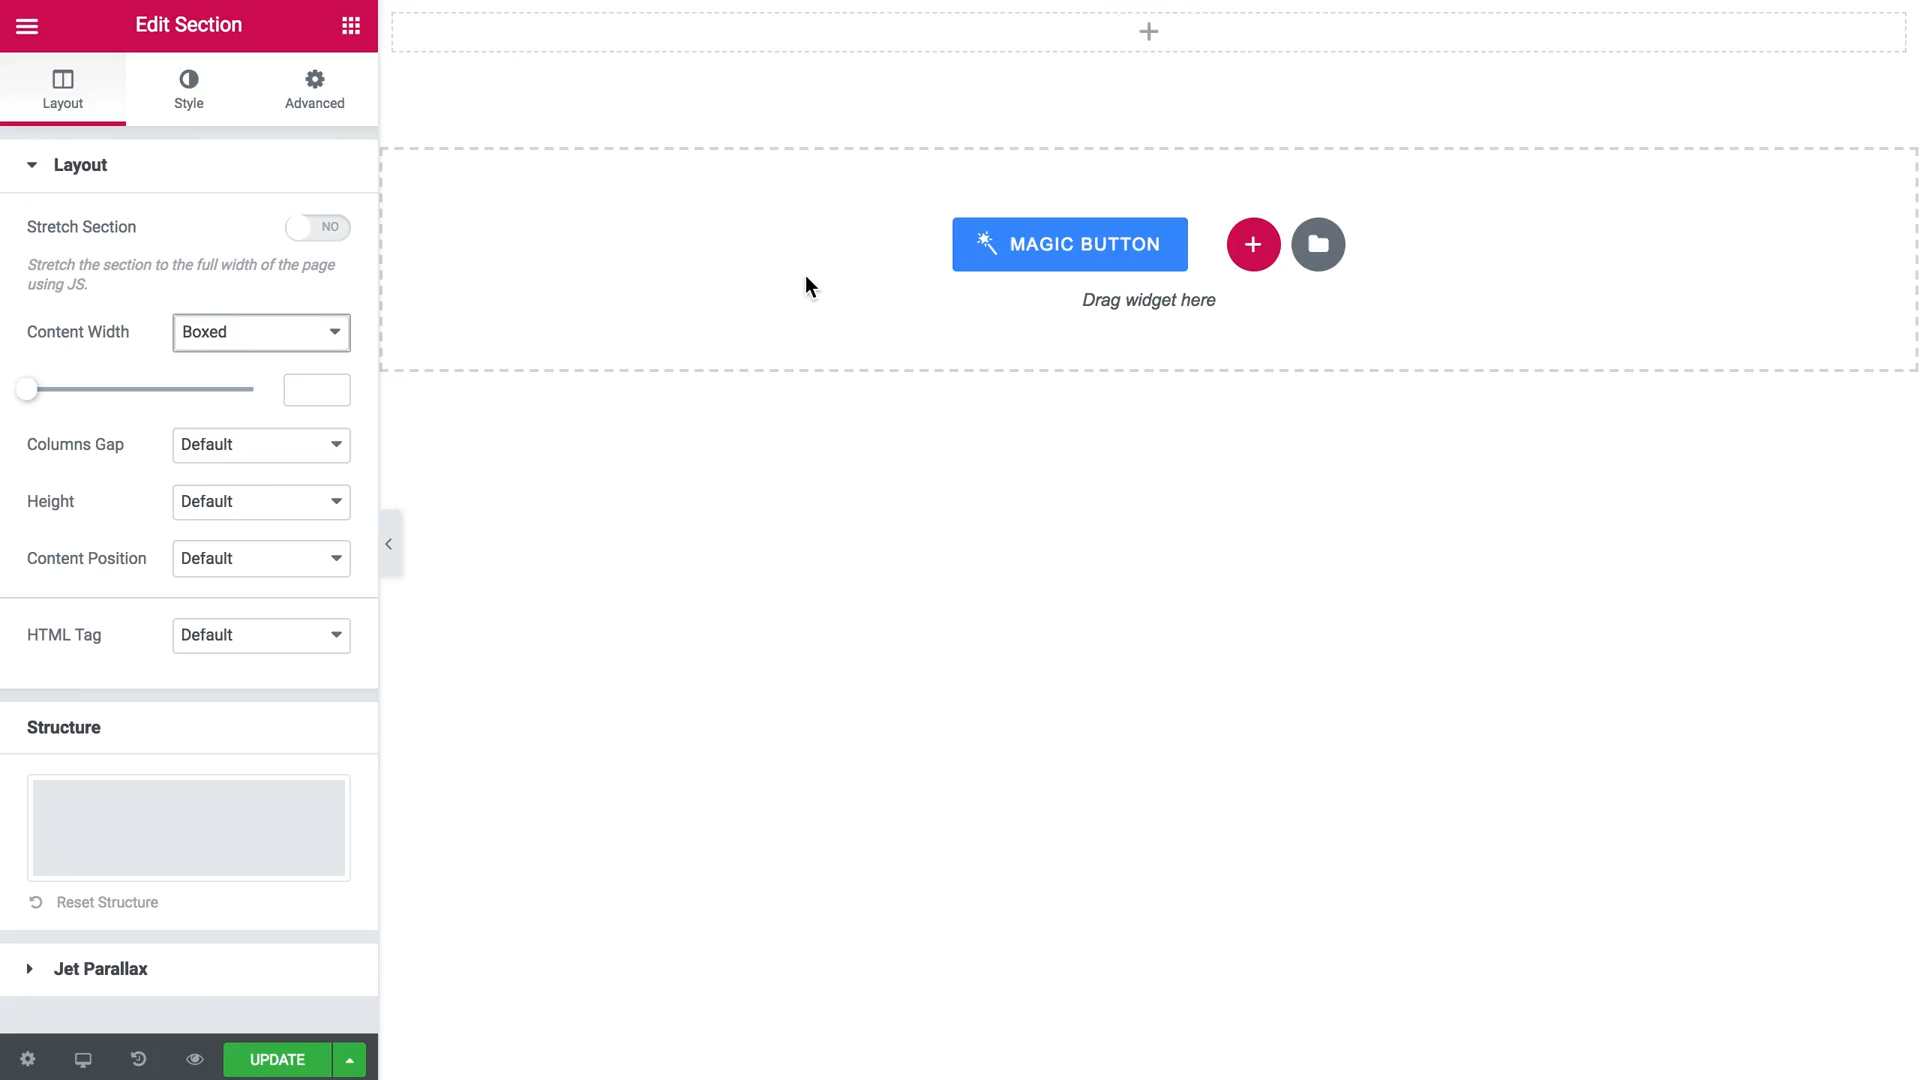 Edit Section
Layout
Style
Advanced
Layout
Stretch Section
NO
Stretch the section to the full width of the page
using JS.
Content Width
Boxed
Columns Gap
Default
Height
Default
Content Position
Default
HTML Tag
Default
Structure
Reset Structure
Jet Parallax
UPDATE
MAGIC BUTTON
Drag widget here